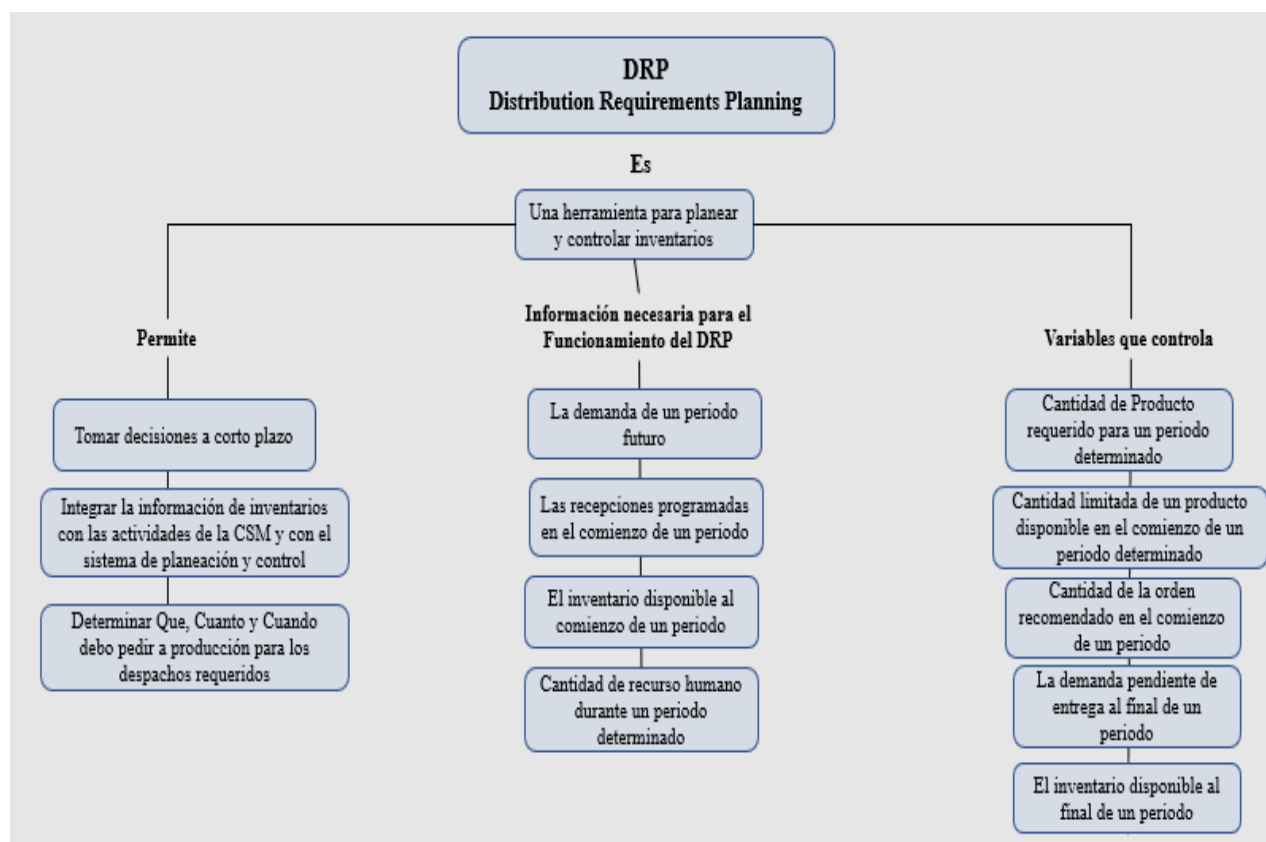 DRP
Distribution Requirements Planning
Es
Una herramienta para planear
y controlar inventarios
Permite
Tomar decisiones a corto plazo
Integrar la información de inventarios
con las actividades de la CSM y con el
sistema de planeación y control
Determinar Que, Cuanto y Cuando
debo pedir a producción para los
despachos requeridos
Información necesaria para el
Funcionamiento del DRP
La demanda de un periodo
futuro
Las recepciones programadas
en el comienzo de un periodo
El inventario disponible al
comienzo de un periodo
Cantidad de recurso humano
durante un periodo
determinado
Variables que controla
Cantidad de Producto
requerido para un periodo
determinado
Cantidad limitada de un producto
disponible en el comienzo de un
periodo determinado
Cantidad de la orden
recomendado en el comienzo
de un periodo
La demanda pendiente de
entrega al final de un
periodo
El inventario disponible al
final de un periodo